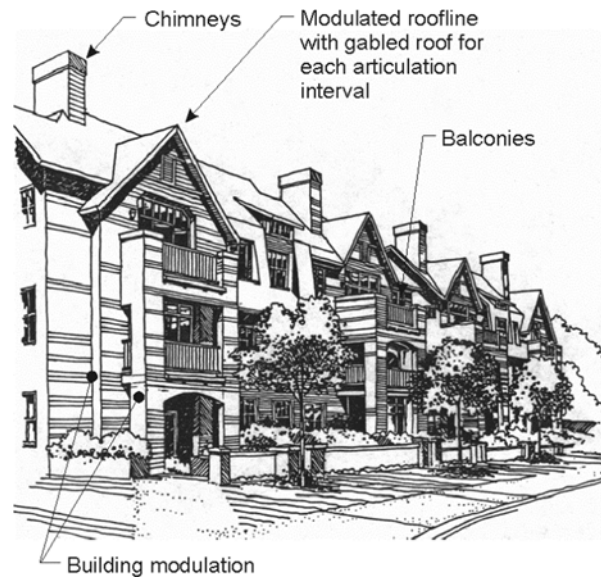 Chimneys
Modulated roofline
with gabled roof for
each articulation
interval
Balconies
Building modulation